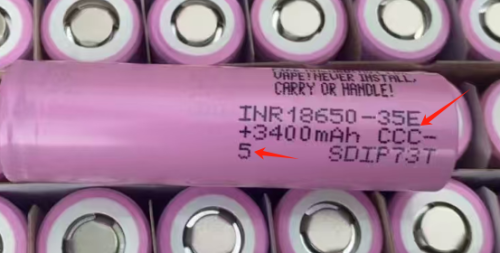 VAPE! NEVER INSTALL,
CARRY OR HANDLE!
INR18650-35E
+3400mAh CCC-
5 SDIP73T